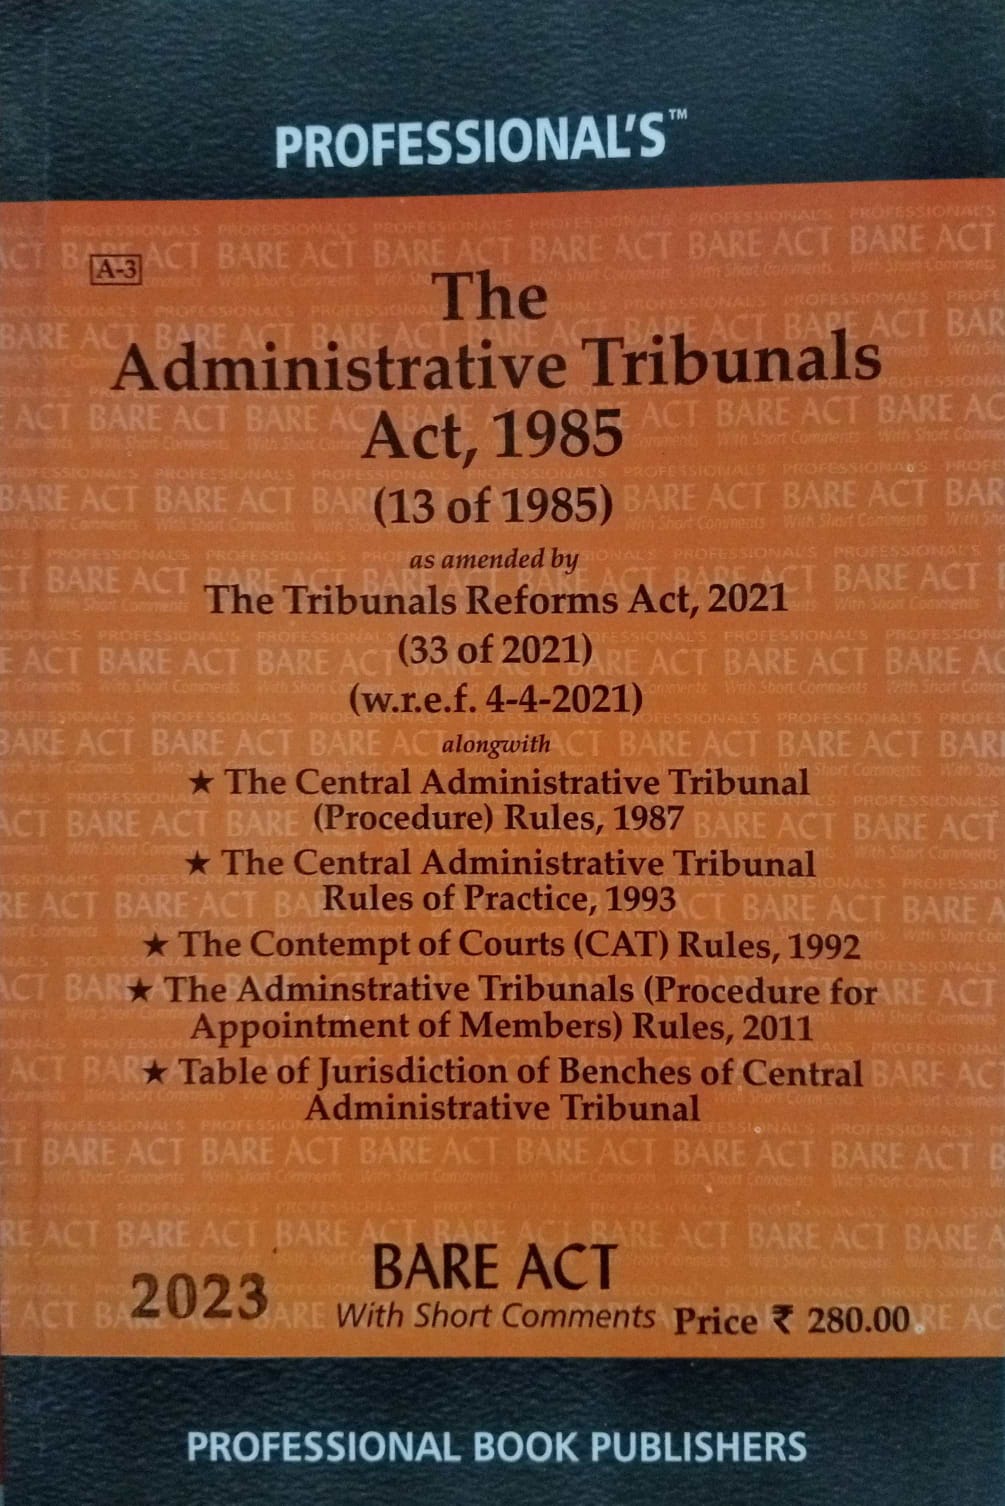 PROFESSIONAL'S™
A-3
The
Administrative Tribunals
Act, 1985
(13 of 1985)
as amended by
The Tribunals Reforms Act, 2021
(33 of 2021)
(w.r.e.f. 4-4-2021)
alongwith
★ The Central Administrative Tribunal
(Procedure) Rules, 1987
★ The Central Administrative Tribunal
Rules of Practice, 1993
★ The Contempt of Courts (CAT) Rules, 1992
★ The Adminstrative Tribunals (Procedure for
Appointment of Members) Rules, 2011
★ Table of Jurisdiction of Benches of Central
Administrative Tribunal
BARE ACT
2023
With Short Comments
Price ₹ 280.00
PROFESSIONAL BOOK PUBLISHERS